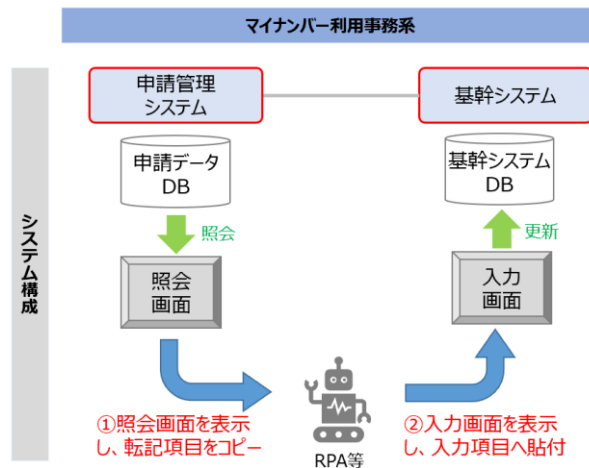 マイナンバー利用事務系
システム構成
申請管理
システム
基幹システム
申請データ
DB
基幹システム
DB
照会
更新
照会
画面
入力
画面
①照会画面を表示
し、転記項目をコピー
RPA等
②入力画面を表示
し、入力項目へ貼付